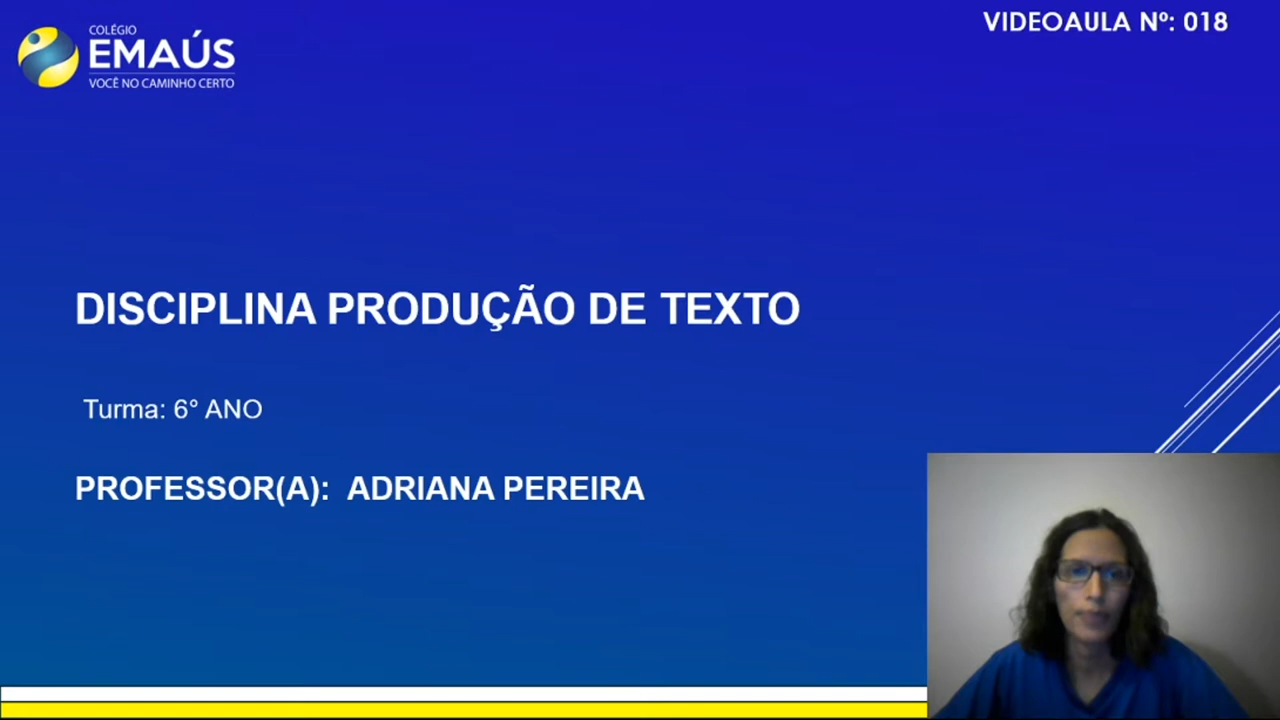 COLÉGIO
EMAÚS
VOCÊ NO CAMINHO CERTO
VIDEOAULA Nº: 018
DISCIPLINA PRODUÇÃO DE TEXTO
Turma: 6° ANO
PROFESSOR(A): ADRIANA PEREIRA